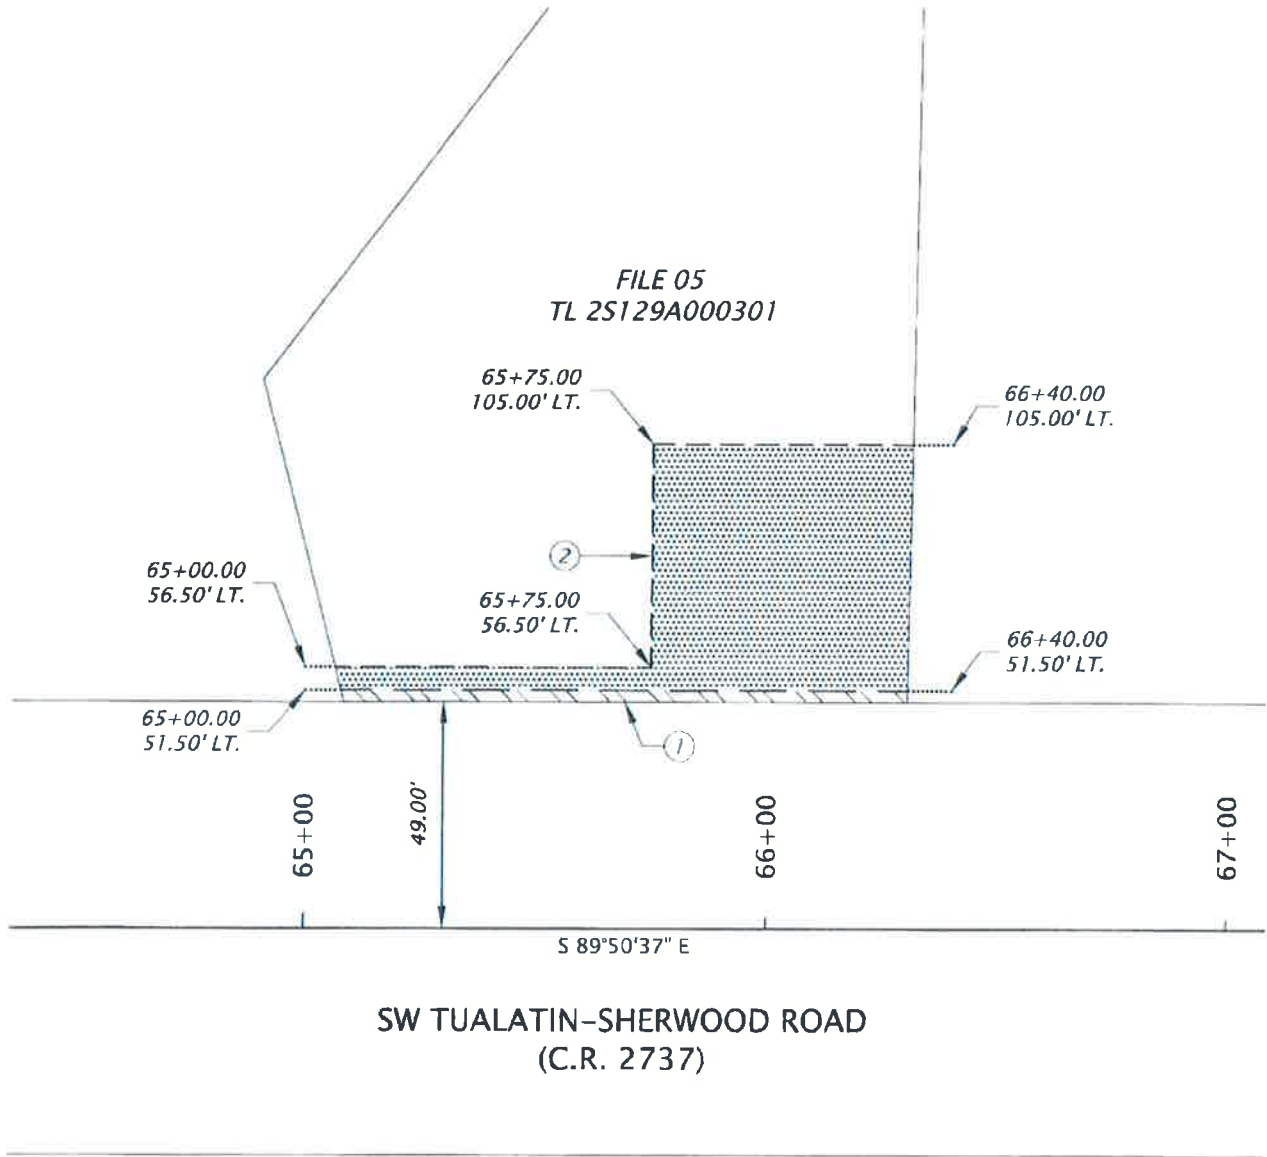 FILE 05
TL 2S129A000301
65+75.00
105.00' LT.
66+40.00
105.00' LT.
2
65+00.00
56.50' LT.
65+75.00
56.50' LT.
66+40.00
51.50' LT.
65+00.00
51.50' LT.
1
49.00'
65+00
66+00
67+00
S 89°50'37" E
SW TUALATIN-SHERWOOD ROAD
(C.R. 2737)